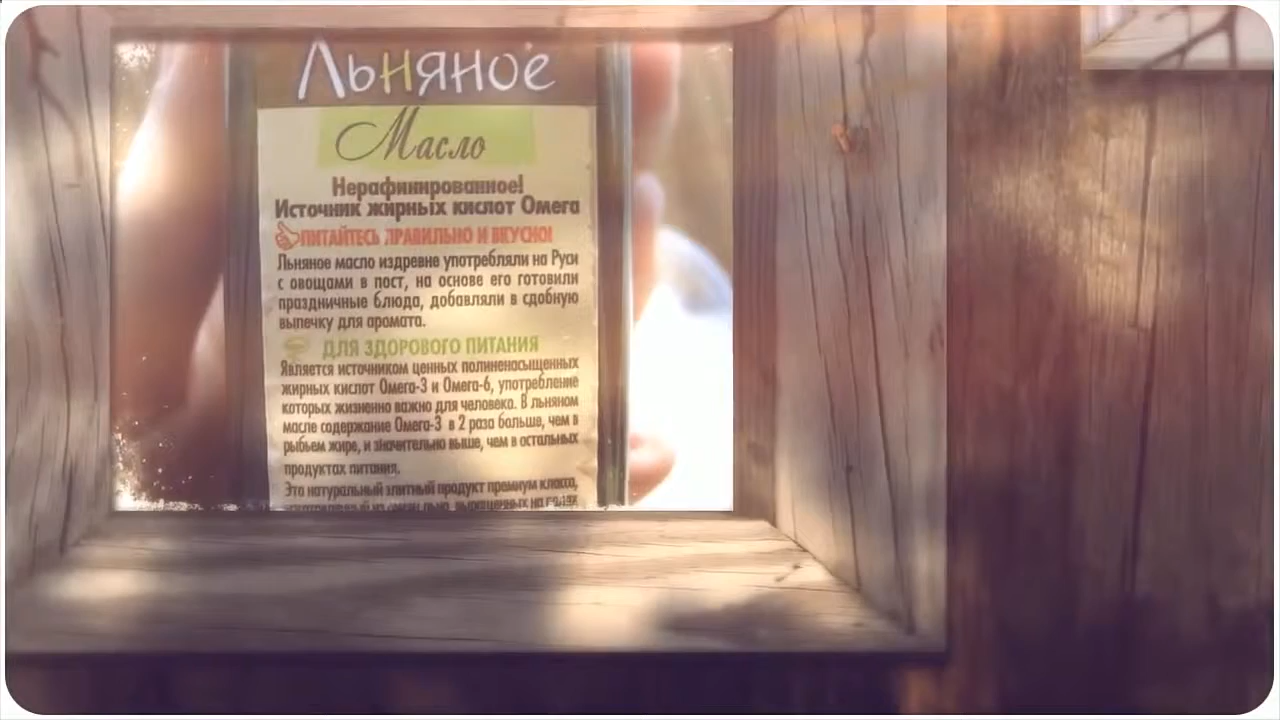 Льняное
Масло
Нерафинированное!
Источник жирных кислот Омега
ПИТАЙТЕСЬ ПРАВИЛЬНО И ВКУСНО!
Льняное масло издревле употребляли на Руси
с овощами в пост, на основе его готовили
праздничные блюда, добавляли в сдобную
выпечку для аромата.
ДЛЯ ЗДОРОВОГО ПИТАНИЯ
Является источником ценных полиненасыщенных
жирных кислот Омега-3 и Омега-6, употребление
которых жизненно важно для человека. В льняном
масле содержание Омега-3 в 2 раза больше, чем в
рыбьем жире, и значительно выше, чем в остальных
продуктах питания.
Это натуральный элитный продукт премиум класса,